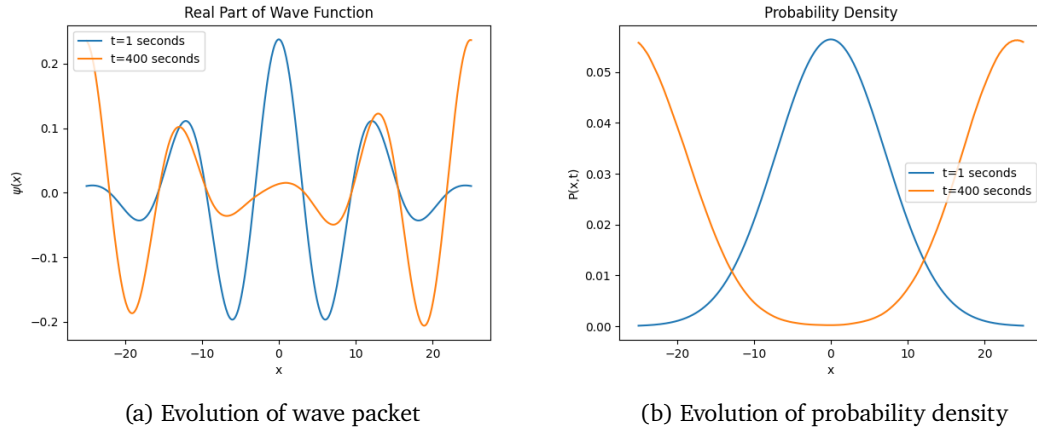 Real Part of Wave Function
t=1 seconds
t=400 seconds
0.2
0.1
0.0
−0.1
−0.2
ψ(x)
−20 −10 0 10 20
x
(a) Evolution of wave packet
Probability Density
t=1 seconds
t=400 seconds
0.05
0.04
0.03
0.02
0.01
0.00
P(x,t)
−20 −10 0 10 20
x
(b) Evolution of probability density